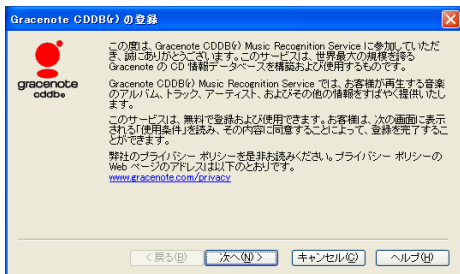 Gracenote CDDB(r) の登録
この度は、Gracenote CDDB(r) Music Recognition Service に参加していただ
き、誠にありがとうございます。このサービスは、世界最大の規模を誇る
Gracenote の CD 情報データベースを構築および使用するものです。
gracenote
cddb®
Gracenote CDDB(r) Music Recognition Service では、お客様が再生する音楽
のアルバム、トラック、アーティスト、およびその他の情報をすばやく提供いたし
ます。
このサービスは、無料で登録および使用できます。お客様は、次の画面に表示
される「使用条件」を読み、その内容に同意することによって、登録を完了するこ
とができます。
弊社のプライバシー ポリシーを是非お読みください。プライバシー ポリシーの
Web ページのアドレスは以下のとおりです。
www.gracenote.com/privacy
< 戻る(B) 次へ(N) > キャンセル(C) ヘルプ(H)